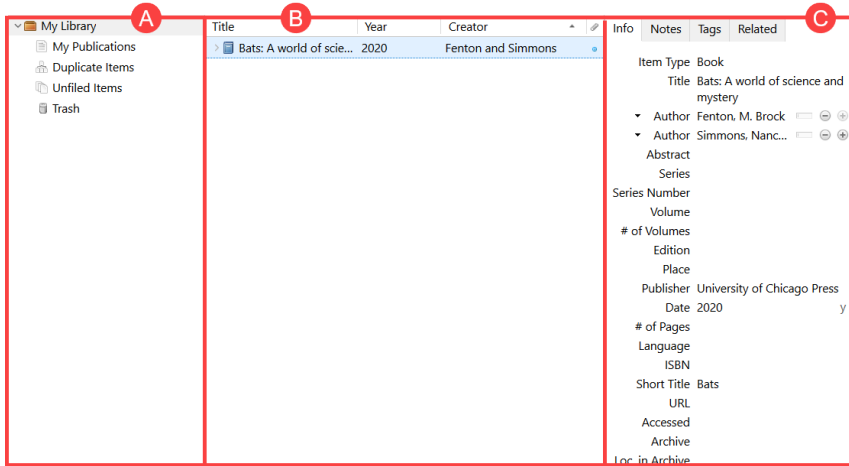 A
My Library
My Publications
Duplicate Items
Unfiled Items
Trash
B
Title Year Creator
Bats: A world of scie... 2020 Fenton and Simmons
C
Info Notes Tags Related
Item Type Book
Title Bats: A world of science and
mystery
Author Fenton, M. Brock
Author Simmons, Nanc...
Abstract
Series
Series Number
Volume
# of Volumes
Edition
Place
Publisher University of Chicago Press
Date 2020 y
# of Pages
Language
ISBN
Short Title Bats
URL
Accessed
Archive
Loc. in Archive